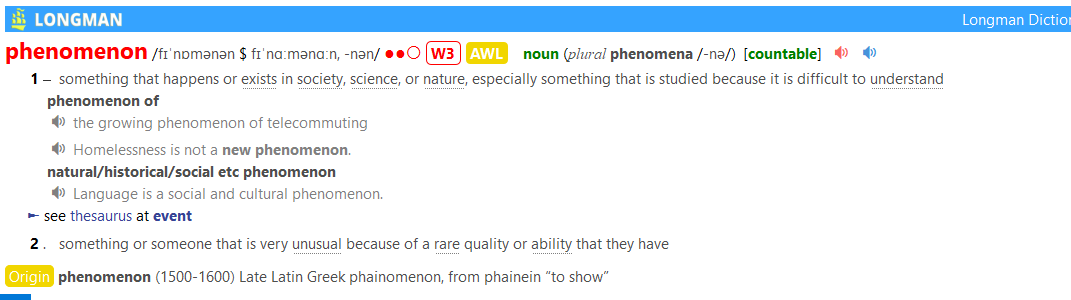 LONGMAN Longman Dictio
phenomenon /fɪˈnɒmənən $ fɪˈnɑːmənɑːn, -nən/ ●●○ W3 AWL noun (plural phenomena /-nə/) [countable]
1 – something that happens or exists in society, science, or nature, especially something that is studied because it is difficult to understand
phenomenon of
the growing phenomenon of telecommuting
Homelessness is not a new phenomenon.
natural/historical/social etc phenomenon
Language is a social and cultural phenomenon.
► see thesaurus at event
2 . something or someone that is very unusual because of a rare quality or ability that they have
Origin phenomenon (1500-1600) Late Latin Greek phainomenon, from phainein “to show”